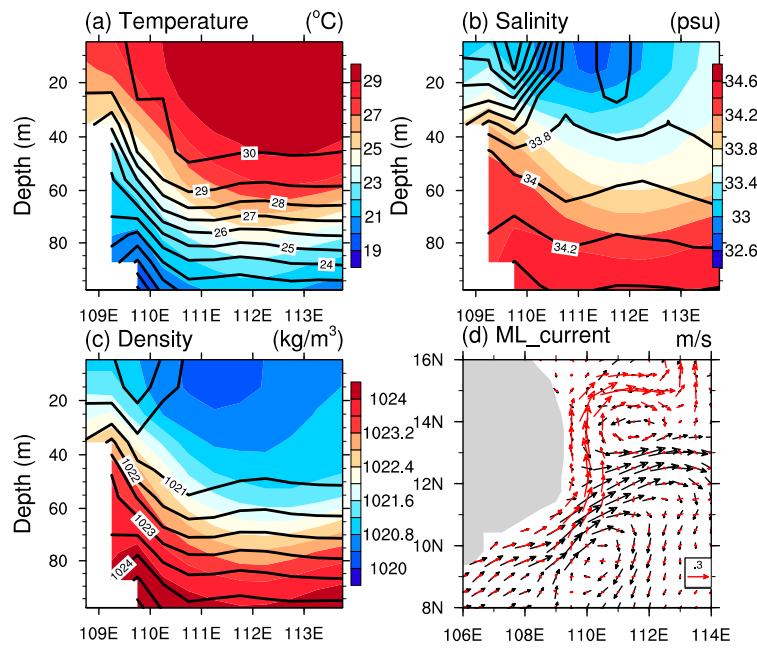 (a) Temperature (°C)
20
40
60
80
Depth (m)
30
29
28
27
26
25
24
29
27
25
23
21
19
109E 110E 111E 112E 113E
(b) Salinity (psu)
20
40
60
80
Depth (m)
33.8
34
34.2
34.6
34.2
33.8
33.4
33
32.6
109E 110E 111E 112E 113E
(c) Density (kg/m³)
20
40
60
80
Depth (m)
1021
1022
1023
1024
1024
1023.2
1022.4
1021.6
1020.8
1020
109E 110E 111E 112E 113E
(d) ML_current m/s
16N
14N
12N
10N
8N
.3
106E 108E 110E 112E 114E